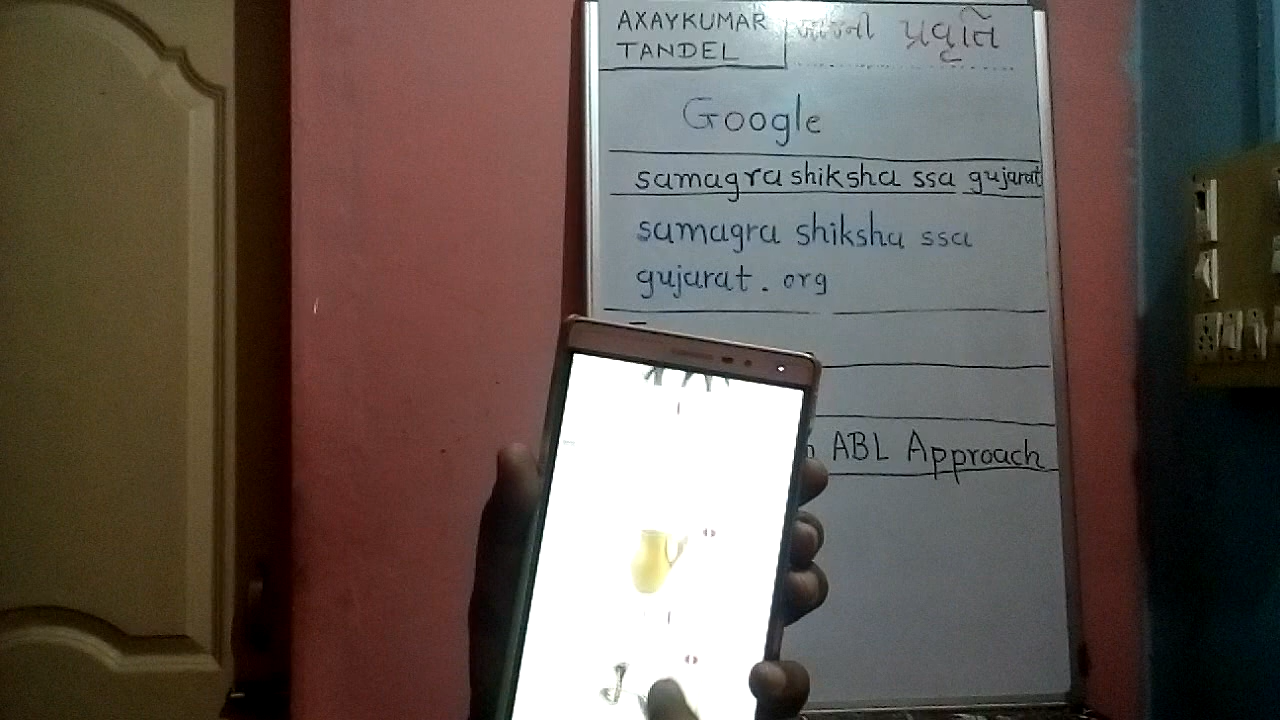 AXAYKUMAR
TANDEL
પ્રવૃતિ
Google
samagra shiksha ssa gujarat
samagra shiksha ssa
gujarat.org
ABL Approach